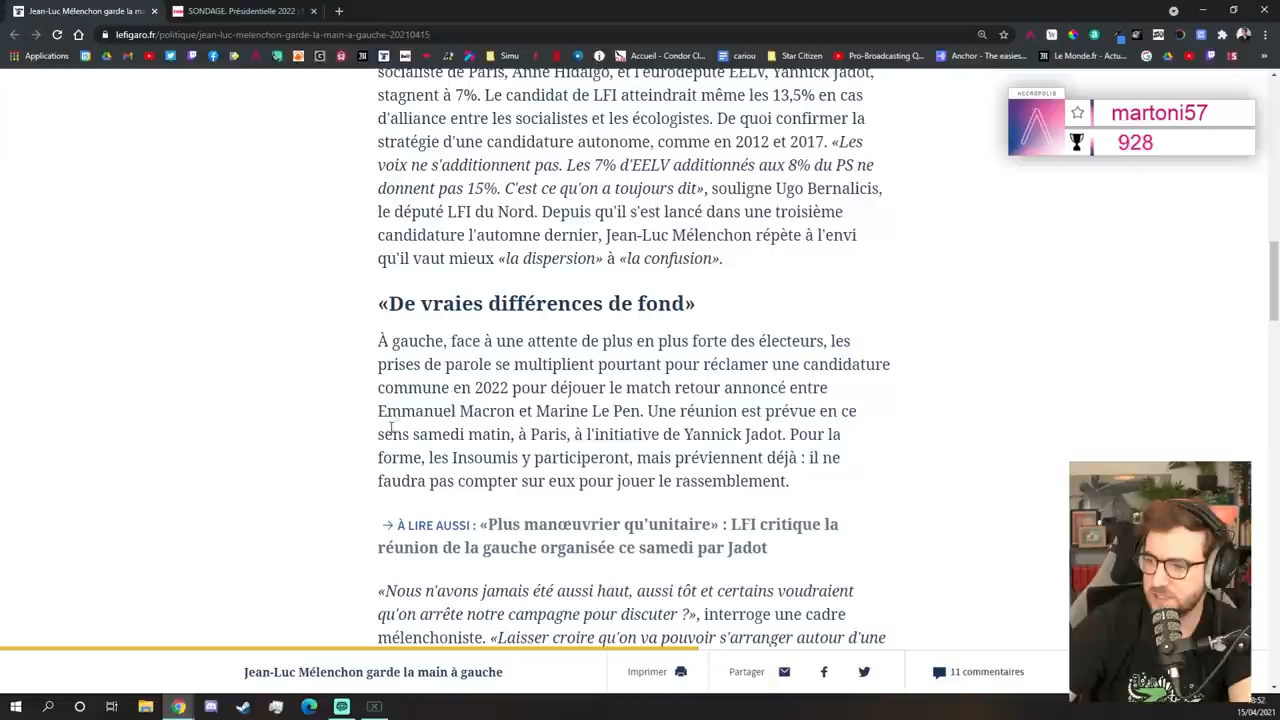 Jean-Luc Mélenchon garde la ma
SONDAGE. Présidentielle 2022 :
lefigaro.fr/politique/jean-luc-melenchon-garde-la-main-a-gauche-20210415
Applications
Simu
Accueil - Condor Cl...
cariou
Star Citizen
Pro-Broadcasting Q...
Anchor - The easies...
Le Monde.fr - Actu...
socialiste de Paris, Anne Hidalgo, et l'eurodéputé EELV, Yannick Jadot,
stagnent à 7%. Le candidat de LFI atteindrait même les 13,5% en cas
d'alliance entre les socialistes et les écologistes. De quoi confirmer la
stratégie d'une candidature autonome, comme en 2012 et 2017. «Les
voix ne s'additionnent pas. Les 7% d'EELV additionnés aux 8% du PS ne
donnent pas 15%. C'est ce qu'on a toujours dit», souligne Ugo Bernalicis,
le député LFI du Nord. Depuis qu'il s'est lancé dans une troisième
candidature l'automne dernier, Jean-Luc Mélenchon répète à l'envi
qu'il vaut mieux «la dispersion» à «la confusion».
«De vraies différences de fond»
À gauche, face à une attente de plus en plus forte des électeurs, les
prises de parole se multiplient pourtant pour réclamer une candidature
commune en 2022 pour déjouer le match retour annoncé entre
Emmanuel Macron et Marine Le Pen. Une réunion est prévue en ce
sens samedi matin, à Paris, à l'initiative de Yannick Jadot. Pour la
forme, les Insoumis y participeront, mais préviennent déjà : il ne
faudra pas compter sur eux pour jouer le rassemblement.
→ À LIRE AUSSI : «Plus manœuvrier qu'unitaire» : LFI critique la
réunion de la gauche organisée ce samedi par Jadot
«Nous n'avons jamais été aussi haut, aussi tôt et certains voudraient
qu'on arrête notre campagne pour discuter ?», interroge une cadre
mélenchoniste. «Laisser croire qu'on va pouvoir s'arranger autour d'une
Jean-Luc Mélenchon garde la main à gauche
Imprimer
Partager
11 commentaires
ACCROPOLIS
martoni57
928
8:52
15/04/2021